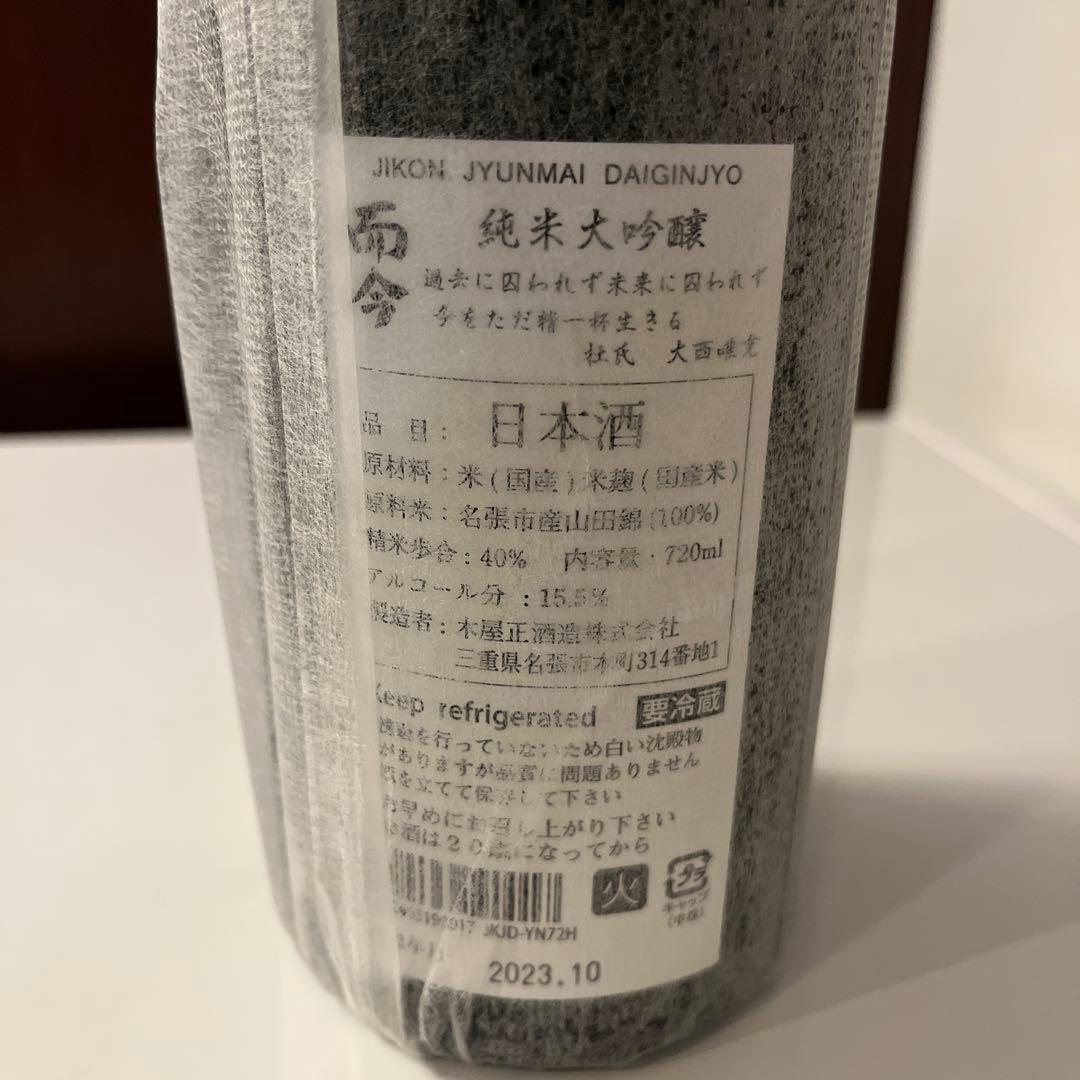 JIKON JYUNMAI DAIGINJYO
而今 純米大吟醸
過去に囚われず未来に囚われず
今をただ精一杯生きる
杜氏 大西唯克
品目: 日本酒
原材料:米(国産)米麹(国産米)
原料米:名張市産山田錦(100%)
精米歩合:40% 内容量・720ml
アルコール分:15.5%
製造者:木屋正酒造株式会社
三重県名張市本町314番地1
Keep refrigerated 要冷蔵
を行っていないため白い沈殿物
がありますが品質に問題ありません
瓶を立てて保存して下さい
お早めにお召し上がり下さい
お酒は20歳になってから
火
プラ
キャップ
JKJD-YN72H
2023.10